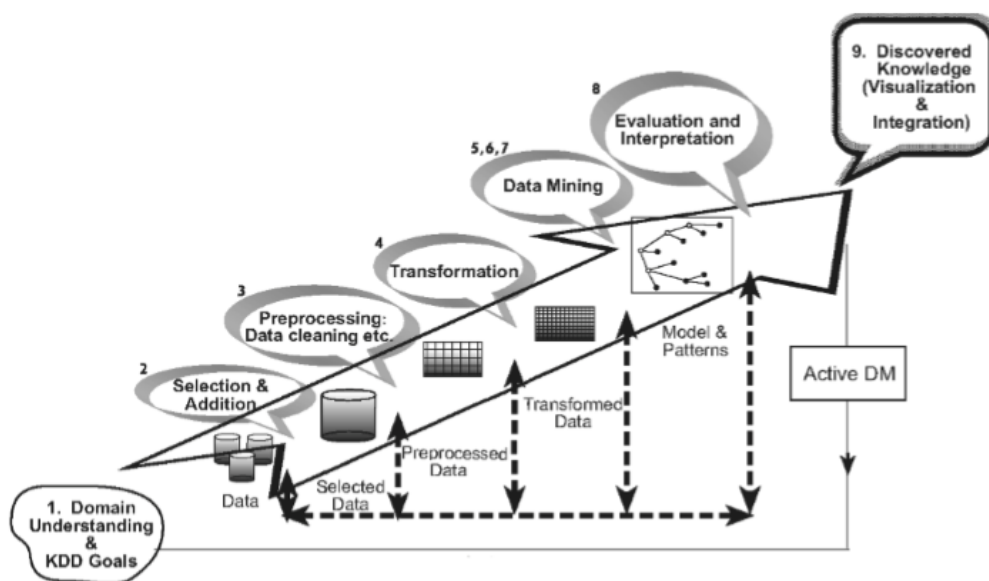 9. Discovered
Knowledge
(Visualization
&
Integration)
8
Evaluation and
Interpretation
5, 6, 7
Data Mining
4
Transformation
3
Preprocessing:
Data cleaning etc.
2
Selection &
Addition
Model &
Patterns
Active DM
Transformed
Data
Preprocessed
Data
Selected
Data
Data
1. Domain
Understanding
&
KDD Goals